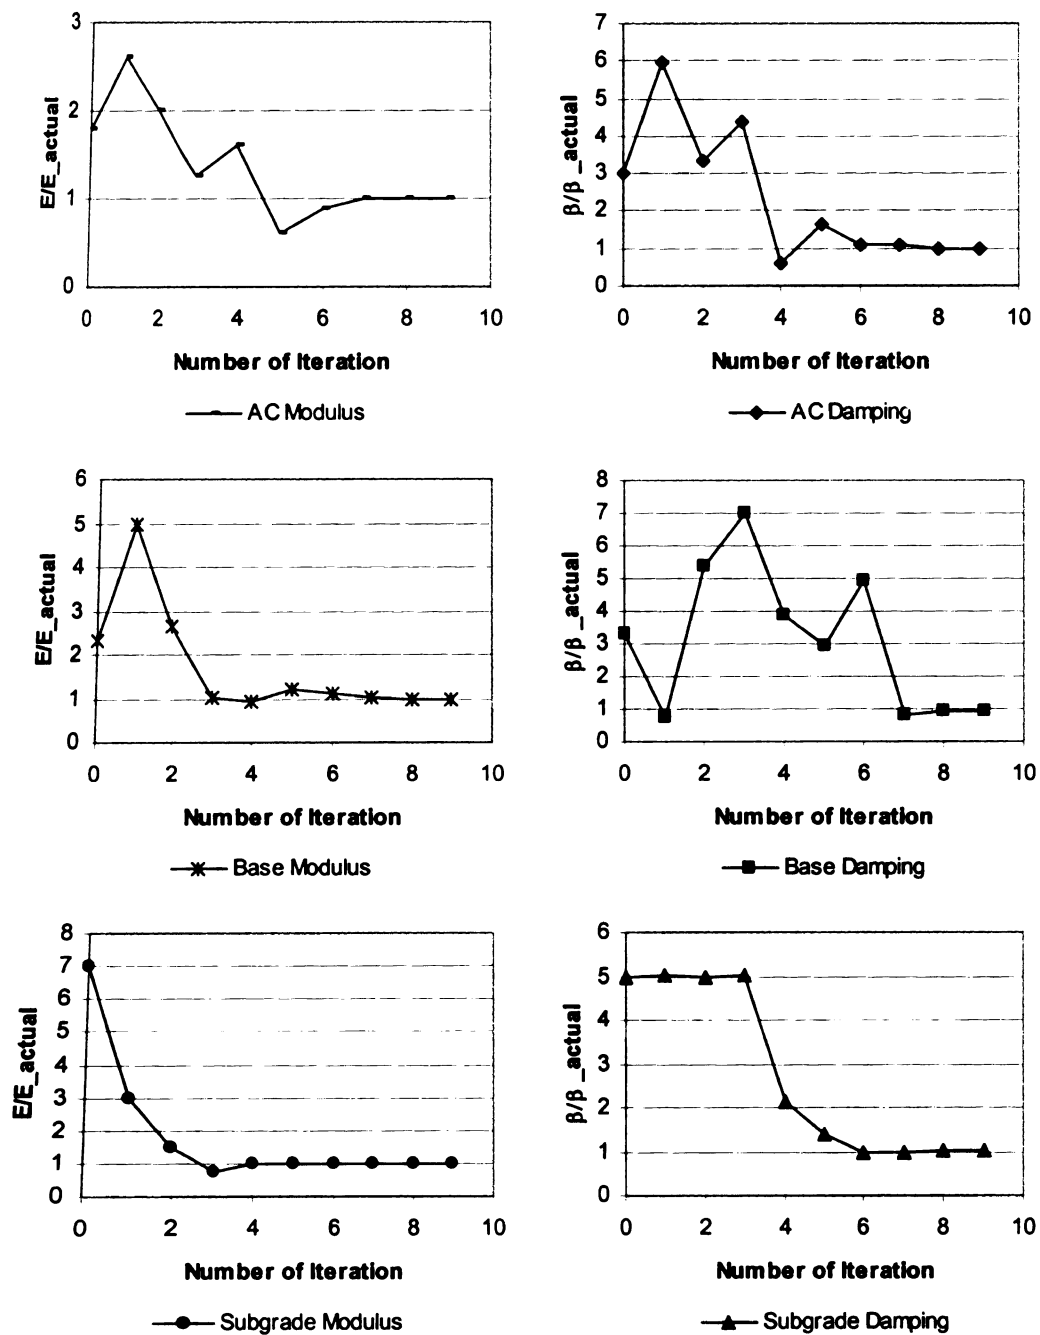 3
2
1
0
E/E_actual
0 2 4 6 8 10
Number of Iteration
AC Modulus
7
6
5
4
3
2
1
0
β/β _actual
0 2 4 6 8 10
Number of Iteration
AC Damping
6
5
4
3
2
1
0
E/E_actual
0 2 4 6 8 10
Number of Iteration
Base Modulus
8
7
6
5
4
3
2
1
0
β/β _actual
0 2 4 6 8 10
Number of Iteration
Base Damping
8
7
6
5
4
3
2
1
0
E/E_actual
0 2 4 6 8 10
Number of Iteration
Subgrade Modulus
6
5
4
3
2
1
0
β/β _actual
0 2 4 6 8 10
Number of Iteration
Subgrade Damping